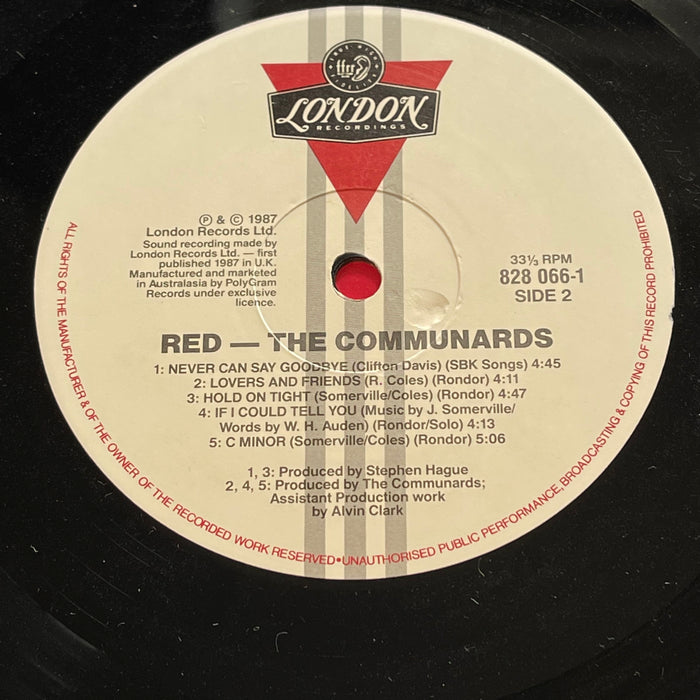 TRUE HIGH
ffrr
FIDELITY
LONDON
RECORDINGS
Ⓟ & © 1987
London Records Ltd.
Sound recording made by
London Records Ltd. — first
published 1987 in U.K.
Manufactured and marketed
in Australasia by PolyGram
Records under exclusive
licence.
33⅓ RPM
828 066-1
SIDE 2
RED — THE COMMUNARDS
1: NEVER CAN SAY GOODBYE (Clifton Davis) (SBK Songs) 4:45
2: LOVERS AND FRIENDS (R. Coles) (Rondor) 4:11
3: HOLD ON TIGHT (Somerville/Coles) (Rondor) 4:47
4: IF I COULD TELL YOU (Music by J. Somerville/
Words by W. H. Auden) (Rondor/Solo) 4:13
5: C MINOR (Somerville/Coles) (Rondor) 5:06
1, 3: Produced by Stephen Hague
2, 4, 5: Produced by The Communards;
Assistant Production work
by Alvin Clark
ALL RIGHTS OF THE MANUFACTURER & OF THE OWNER OF THE RECORDED WORK RESERVED•UNAUTHORISED PUBLIC PERFORMANCE, BROADCASTING & COPYING OF THIS RECORD PROHIBITED